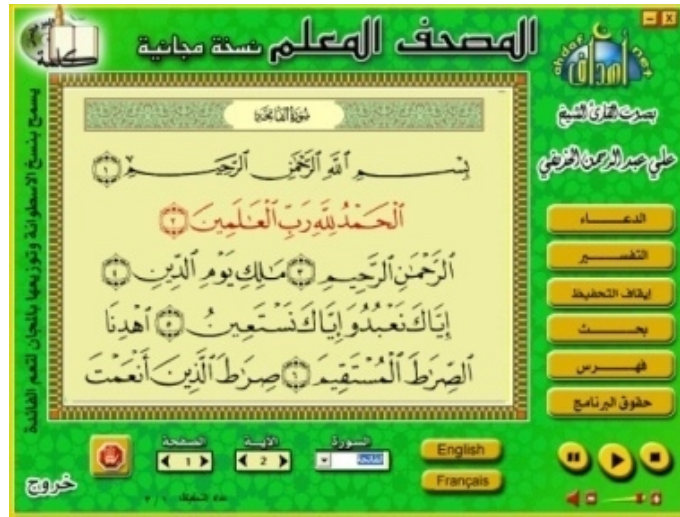 المصحف المعلم نسخة مجانية
كلمة
أهداف
ahdaf net
بصوت القارئ الشيخ
علي عبد الرحمن الحذيفي
يسمح بنسخ الاسطوانة وتوزيعها بالمجان لتعم الفائدة
سُورَةُ الفَاتِحَةِ
بِسْمِ ٱللَّهِ ٱلرَّحْمَٰنِ ٱلرَّحِيمِ ١
ٱلْحَمْدُ لِلَّهِ رَبِّ ٱلْعَٰلَمِينَ ٢
ٱلرَّحْمَٰنِ ٱلرَّحِيمِ ٣ مَٰلِكِ يَوْمِ ٱلدِّينِ ٤
إِيَّاكَ نَعْبُدُ وَإِيَّاكَ نَسْتَعِينُ ٥ ٱهْدِنَا
ٱلصِّرَٰطَ ٱلْمُسْتَقِيمَ ٦ صِرَٰطَ ٱلَّذِينَ أَنْعَمْتَ
الدعاء
التفسير
إيقاف التحفيظ
بحث
فهرس
حقوق البرنامج
السورة
الفاتحة
الآية
2
الصفحة
1
English
Français
خروج